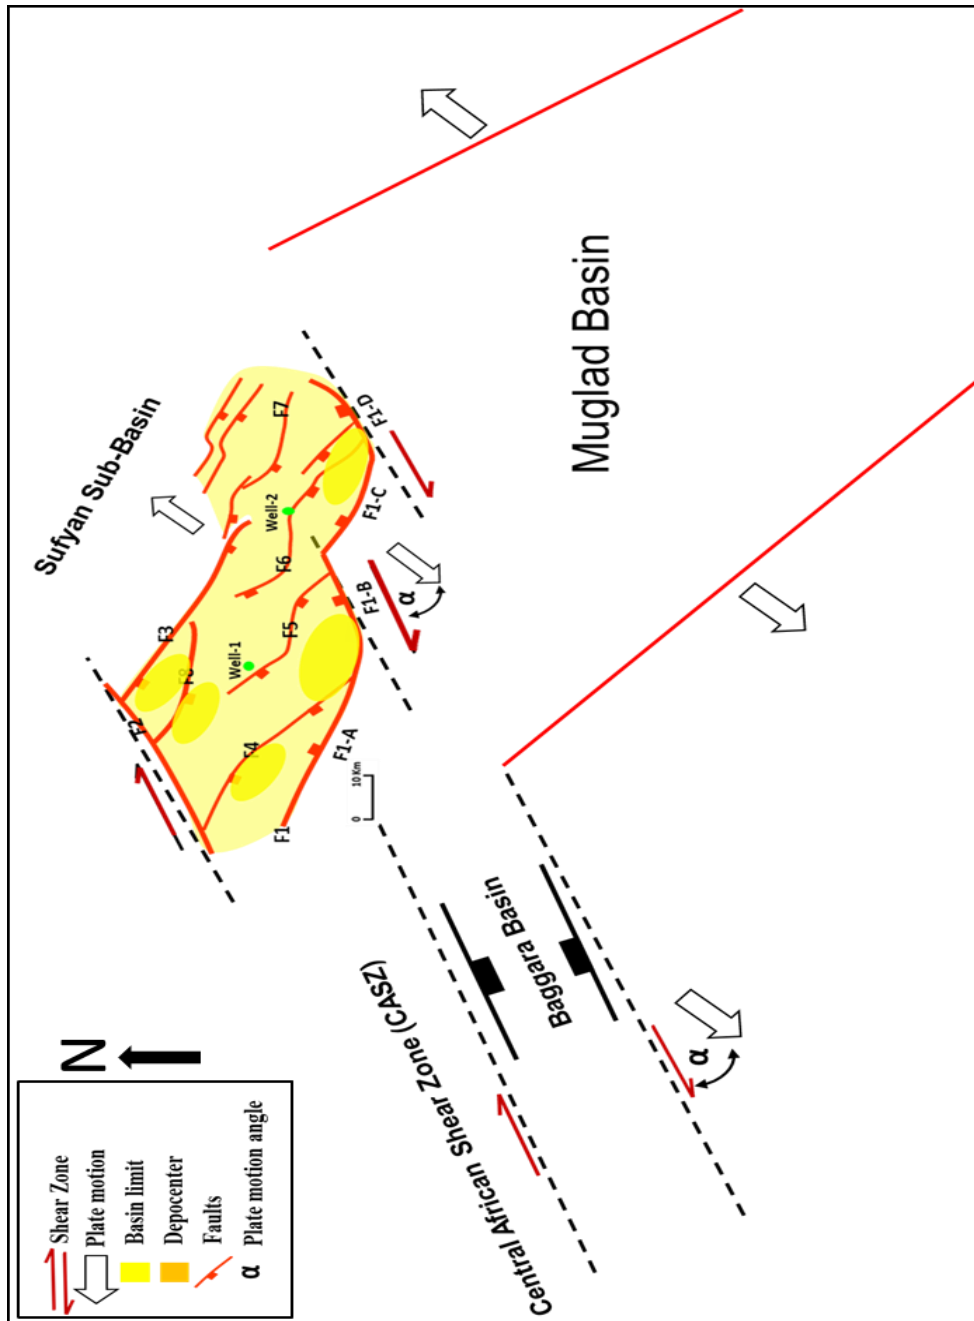 Sufyan Sub-Basin
Muglad Basin
Baggara Basin
Central African Shear Zone (CASZ)
F1
F1-A
F1-B
F1-C
F1-D
F2
F3
F4
F5
F6
F7
F8
Well-1
Well-2
α
α
0 10 Km
N
Shear Zone
Plate motion
Basin limit
Depocenter
Faults
α Plate motion angle